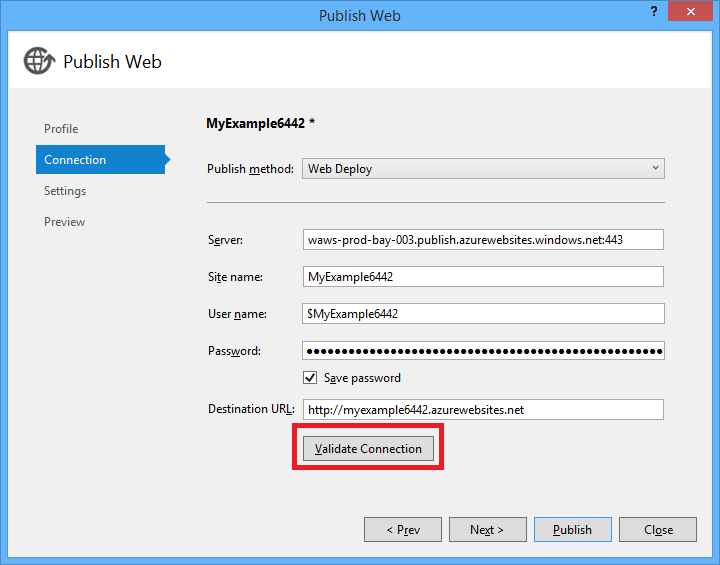 Publish Web
?
Publish Web
Profile
Connection
Settings
Preview
MyExample6442 *
Publish method: Web Deploy
Server: waws-prod-bay-003.publish.azurewebsites.windows.net:443
Site name: MyExample6442
User name: $MyExample6442
Password: ●●●●●●●●●●●●●●●●●●●●●●●●●●●●●●●●●●●●●●●●●●●●●●●●●●●
Save password
Destination URL: http://myexample6442.azurewebsites.net
Validate Connection
< Prev Next > Publish Close